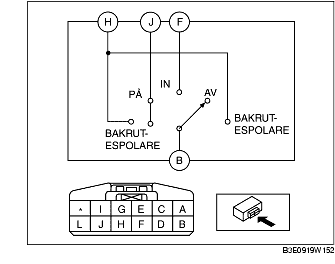 H J F
IN
PÅ AV
BAKRUT-
ESPOLARE
BAKRUT-
ESPOLARE
B
* I G E C A
L J H F D B
B3E0919W152